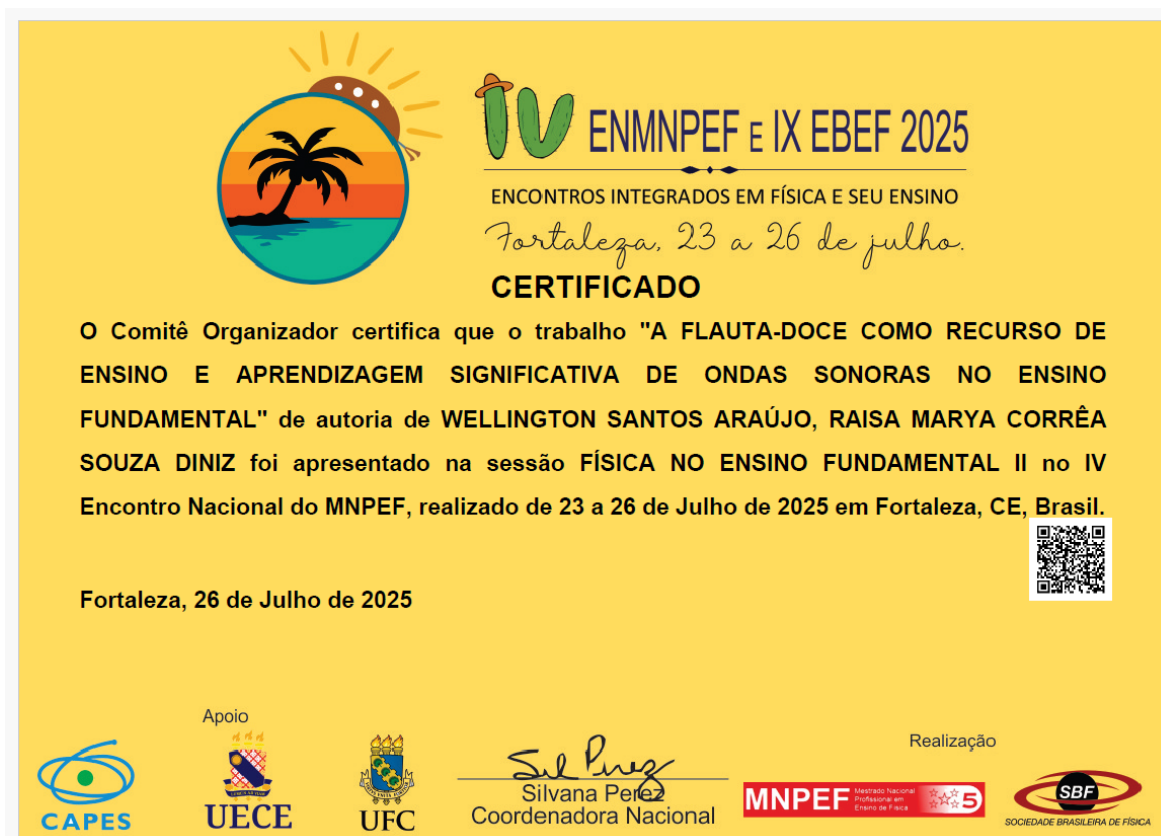 IV ENMNPEF E IX EBEF 2025
ENCONTROS INTEGRADOS EM FÍSICA E SEU ENSINO
Fortaleza, 23 a 26 de julho.
CERTIFICADO
O Comitê Organizador certifica que o trabalho "A FLAUTA-DOCE COMO RECURSO DE
ENSINO E APRENDIZAGEM SIGNIFICATIVA DE ONDAS SONORAS NO ENSINO
FUNDAMENTAL" de autoria de WELLINGTON SANTOS ARAÚJO, RAISA MARYA CORRÊA
SOUZA DINIZ foi apresentado na sessão FÍSICA NO ENSINO FUNDAMENTAL II no IV
Encontro Nacional do MNPEF, realizado de 23 a 26 de Julho de 2025 em Fortaleza, CE, Brasil.
Fortaleza, 26 de Julho de 2025
Apoio
CAPES
UECE
UFC
Sil Perez
Silvana Perez
Coordenadora Nacional
Realização
MNPEF
Mestrado Nacional
Profissional em
Ensino de Física
5
SBF
SOCIEDADE BRASILEIRA DE FÍSICA